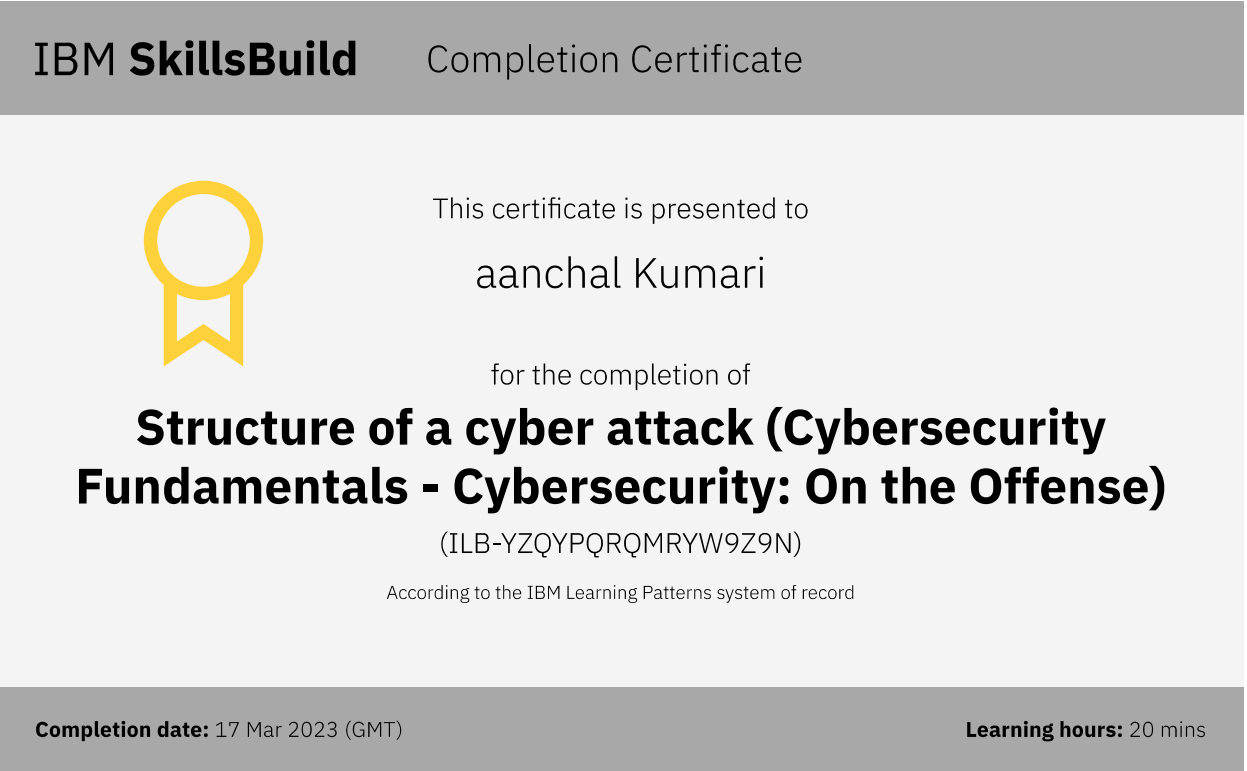 IBM SkillsBuild Completion Certificate
This certificate is presented to
aanchal Kumari
for the completion of
Structure of a cyber attack (Cybersecurity
Fundamentals - Cybersecurity: On the Offense)
(ILB-YZQYPQRQMRYW9Z9N)
According to the IBM Learning Patterns system of record
Completion date: 17 Mar 2023 (GMT) Learning hours: 20 mins